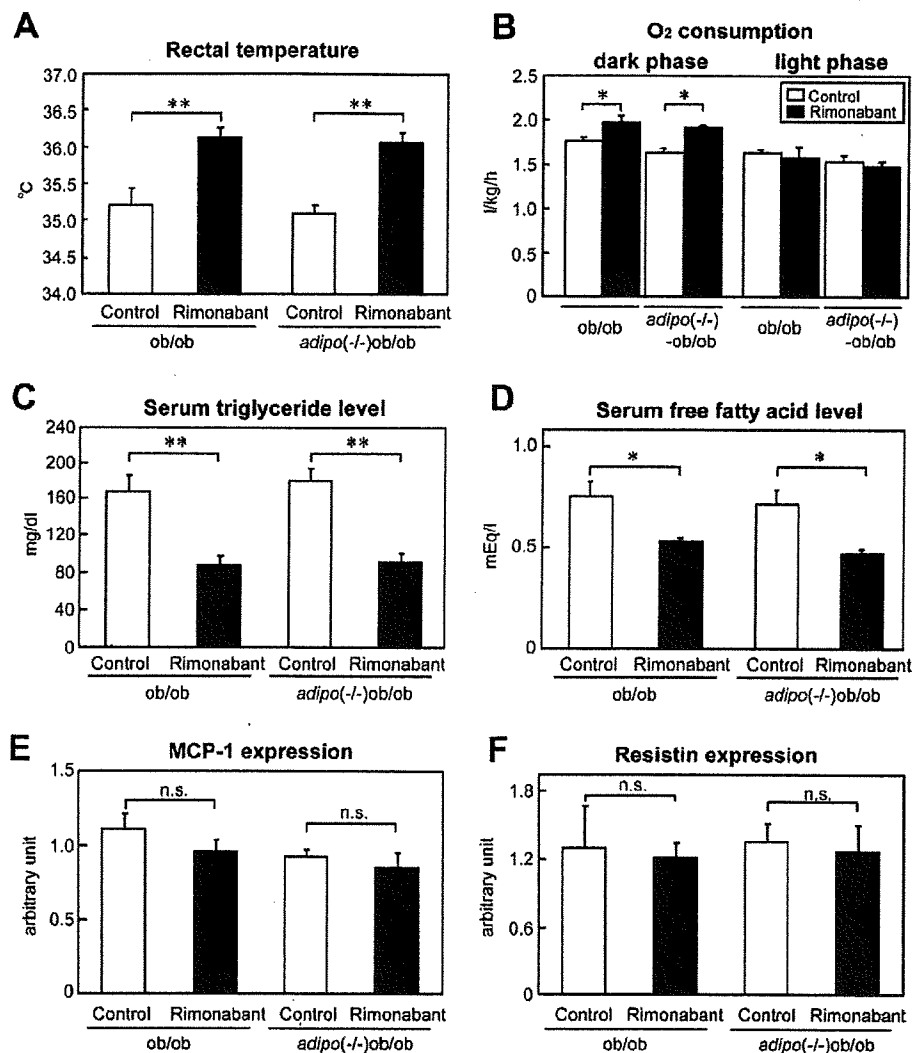 A
Rectal temperature
°C
37.0
36.0
35.5
35.0
34.5
34.0
**
**
Control Rimonabant Control Rimonabant
ob/ob adipo(-/-)ob/ob
B
O2 consumption
dark phase light phase
l/kg/h
2.5
2.0
1.5
1.0
0.5
0
*
*
Control
Rimonabant
ob/ob adipo(-/-) ob/ob adipo(-/-)
-ob/ob -ob/ob
C
Serum triglyceride level
mg/dl
240
200
160
120
80
40
0
**
**
Control Rimonabant Control Rimonabant
ob/ob adipo(-/-)ob/ob
D
Serum free fatty acid level
mEq/l
1.0
0.5
0
*
*
Control Rimonabant Control Rimonabant
ob/ob adipo(-/-)ob/ob
E
MCP-1 expression
arbitrary unit
1.5
1.0
0.5
0
n.s.
n.s.
Control Rimonabant Control Rimonabant
ob/ob adipo(-/-)ob/ob
F
Resistin expression
arbitrary unit
1.8
1.2
0.6
0
n.s.
n.s.
Control Rimonabant Control Rimonabant
ob/ob adipo(-/-)ob/ob